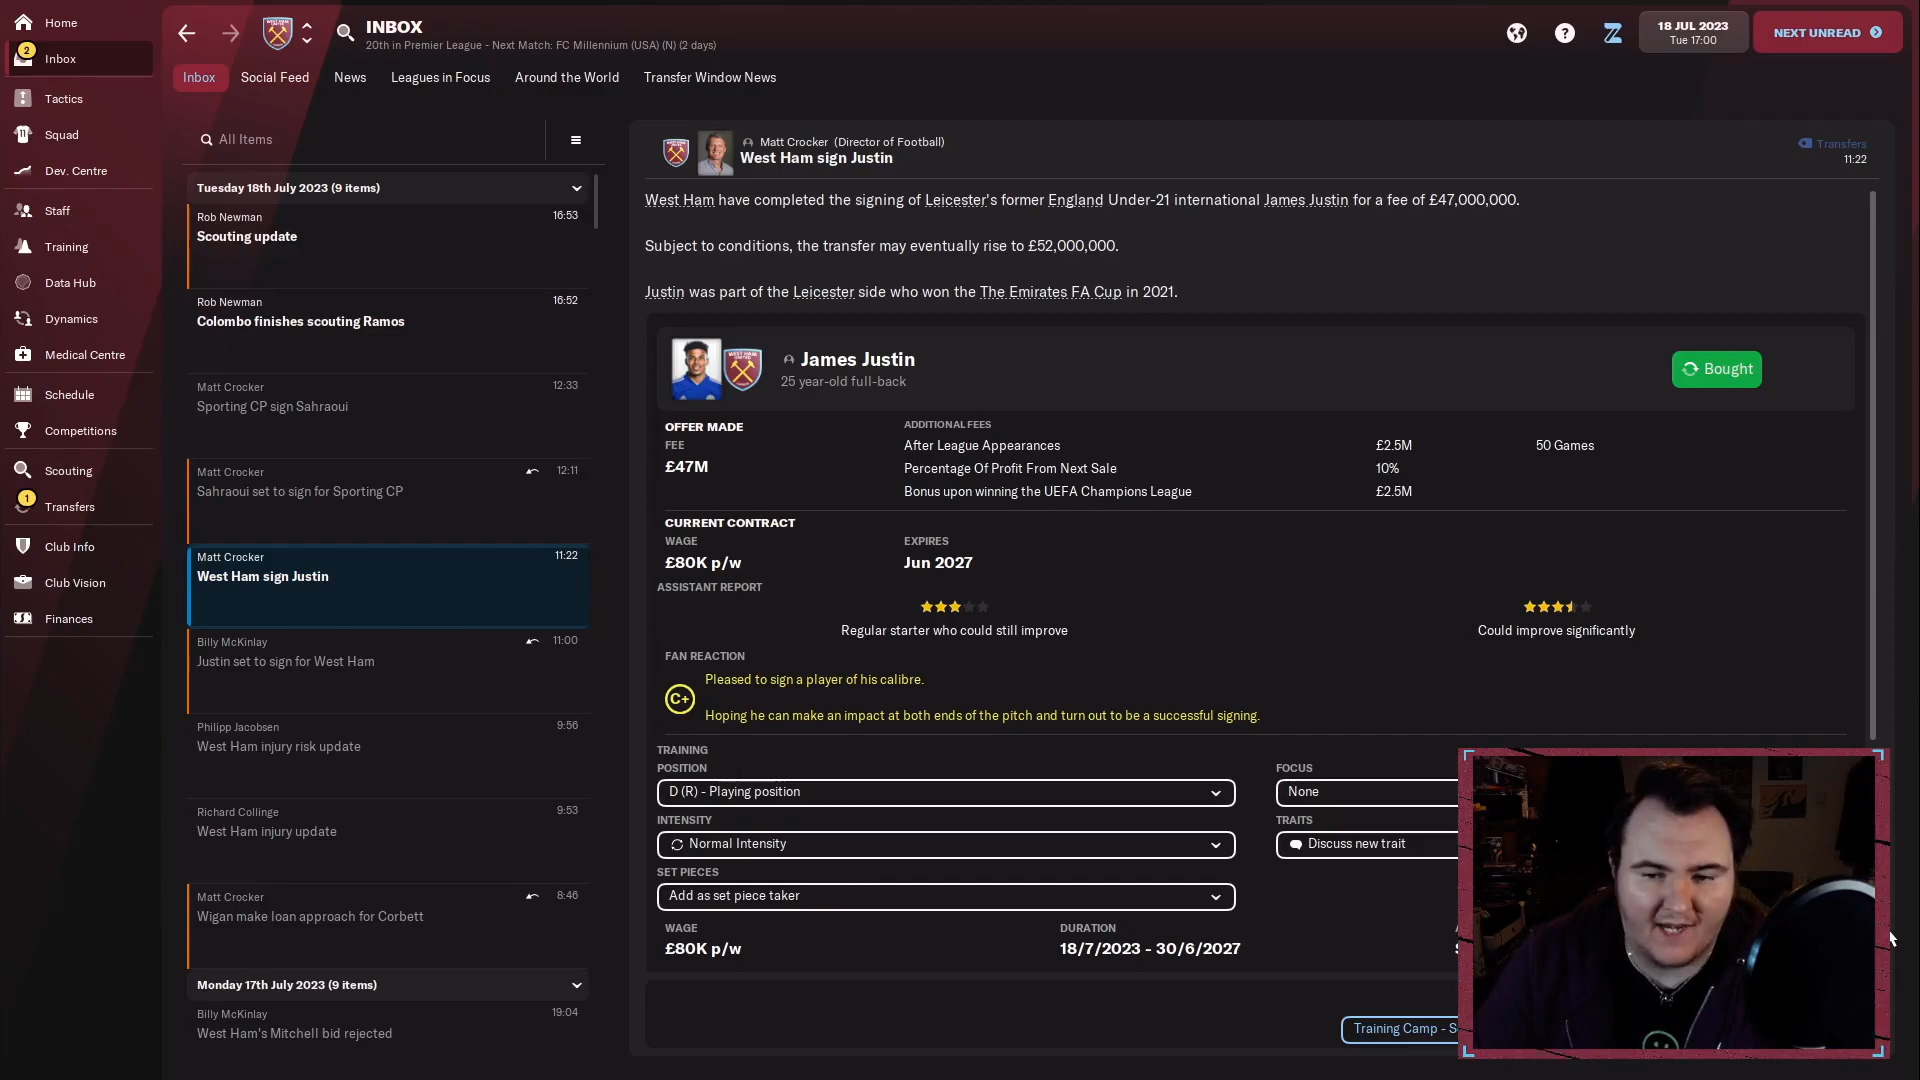 Home
2
Inbox
Tactics
Squad
Dev. Centre
Staff
Training
Data Hub
Dynamics
Medical Centre
Schedule
Competitions
Scouting
1
Transfers
Club Info
Club Vision
Finances
INBOX
20th in Premier League - Next Match: FC Millennium (USA) (N) (2 days)
18 JUL 2023
Tue 17:00
NEXT UNREAD
Inbox Social Feed News Leagues in Focus Around the World Transfer Window News
All Items
Tuesday 18th July 2023 (9 items)
Rob Newman 16:53
Scouting update
Rob Newman 16:52
Colombo finishes scouting Ramos
Matt Crocker 12:33
Sporting CP sign Sahraoui
Matt Crocker 12:11
Sahraoui set to sign for Sporting CP
Matt Crocker 11:22
West Ham sign Justin
Billy McKinlay 11:00
Justin set to sign for West Ham
Philipp Jacobsen 9:56
West Ham injury risk update
Richard Collinge 9:53
West Ham injury update
Matt Crocker 8:46
Wigan make loan approach for Corbett
Monday 17th July 2023 (9 items)
Billy McKinlay 19:04
West Ham's Mitchell bid rejected
Matt Crocker (Director of Football)
West Ham sign Justin
Transfers
11:22
West Ham have completed the signing of Leicester's former England Under-21 international James Justin for a fee of £47,000,000.
Subject to conditions, the transfer may eventually rise to £52,000,000.
Justin was part of the Leicester side who won the The Emirates FA Cup in 2021.
James Justin
25 year-old full-back
Bought
OFFER MADE
FEE
£47M
ADDITIONAL FEES
After League Appearances £2.5M 50 Games
Percentage Of Profit From Next Sale 10%
Bonus upon winning the UEFA Champions League £2.5M
CURRENT CONTRACT
WAGE EXPIRES
£80K p/w Jun 2027
ASSISTANT REPORT
Regular starter who could still improve Could improve significantly
FAN REACTION
C+
Pleased to sign a player of his calibre.
Hoping he can make an impact at both ends of the pitch and turn out to be a successful signing.
TRAINING
POSITION FOCUS
D (R) - Playing position None
INTENSITY TRAITS
Normal Intensity Discuss new trait
SET PIECES
Add as set piece taker
WAGE DURATION
£80K p/w 18/7/2023 - 30/6/2027
Training Camp - S